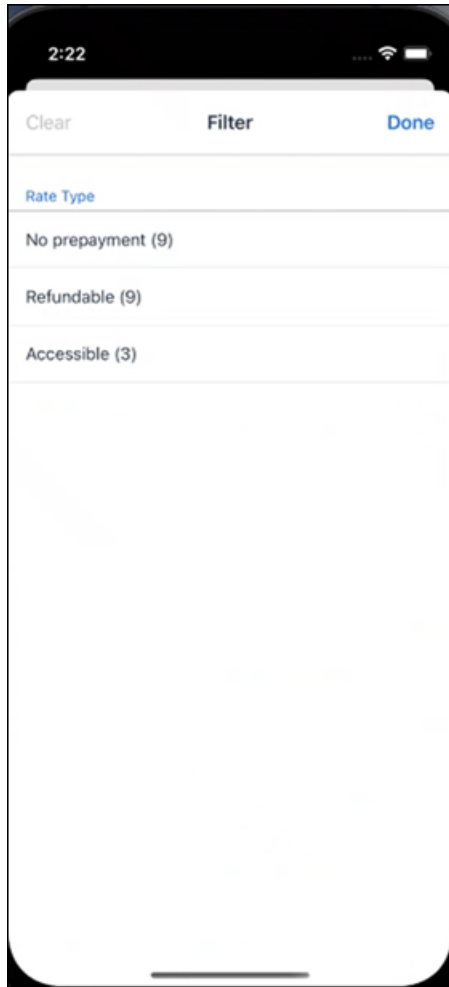 2:22
Clear Filter Done
Rate Type
No prepayment (9)
Refundable (9)
Accessible (3)